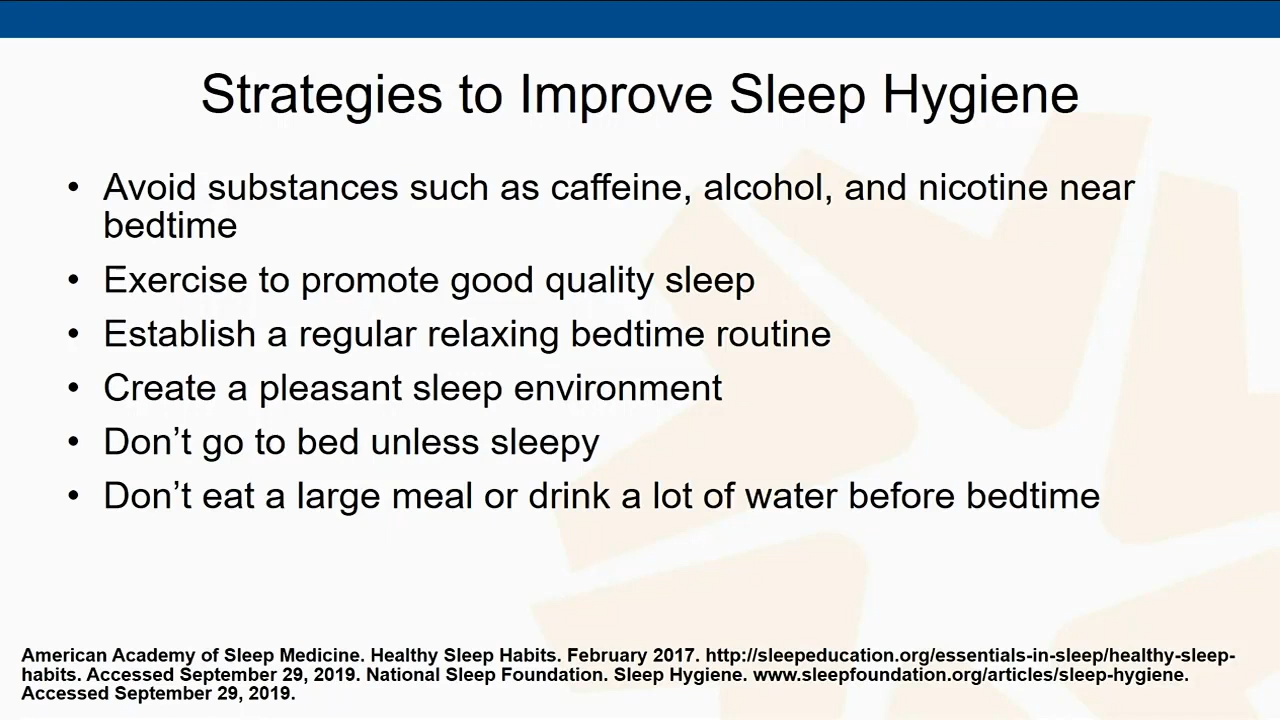 Strategies to Improve Sleep Hygiene
• Avoid substances such as caffeine, alcohol, and nicotine near
bedtime
• Exercise to promote good quality sleep
• Establish a regular relaxing bedtime routine
• Create a pleasant sleep environment
• Don’t go to bed unless sleepy
• Don’t eat a large meal or drink a lot of water before bedtime
American Academy of Sleep Medicine. Healthy Sleep Habits. February 2017. http://sleepeducation.org/essentials-in-sleep/healthy-sleep-
habits. Accessed September 29, 2019. National Sleep Foundation. Sleep Hygiene. www.sleepfoundation.org/articles/sleep-hygiene.
Accessed September 29, 2019.